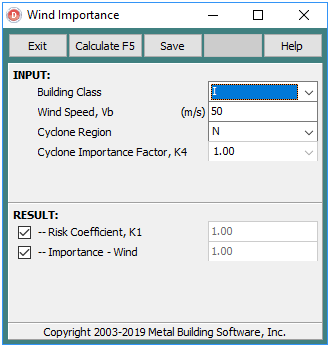 Wind Importance
Exit Calculate F5 Save Help
INPUT:
Building Class I
Wind Speed, Vb (m/s) 50
Cyclone Region N
Cyclone Importance Factor, K4 1.00
RESULT:
-- Risk Coefficient, K1 1.00
-- Importance - Wind 1.00
Copyright 2003-2019 Metal Building Software, Inc.